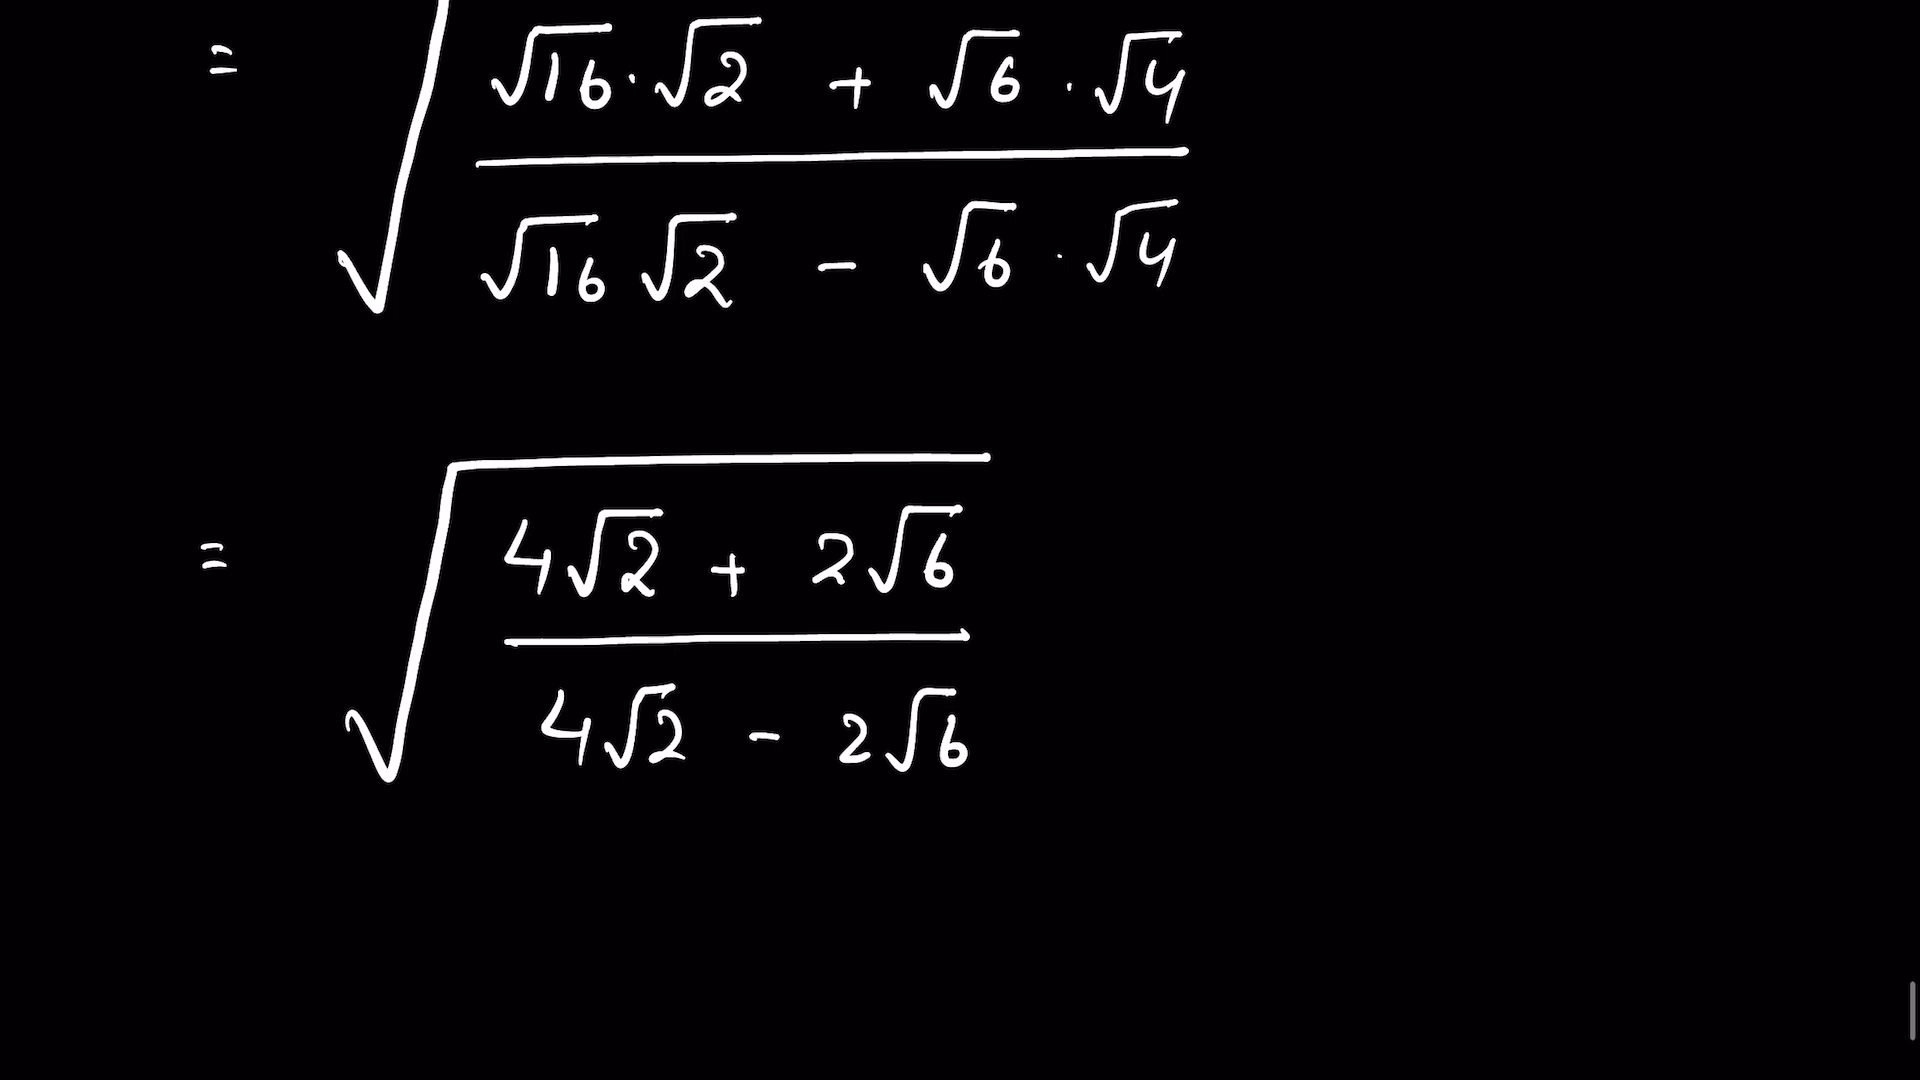 = √(√16·√2 + √6·√4
√16 √2 - √6·√4)
= √(4√2 + 2√6
4√2 - 2√6)